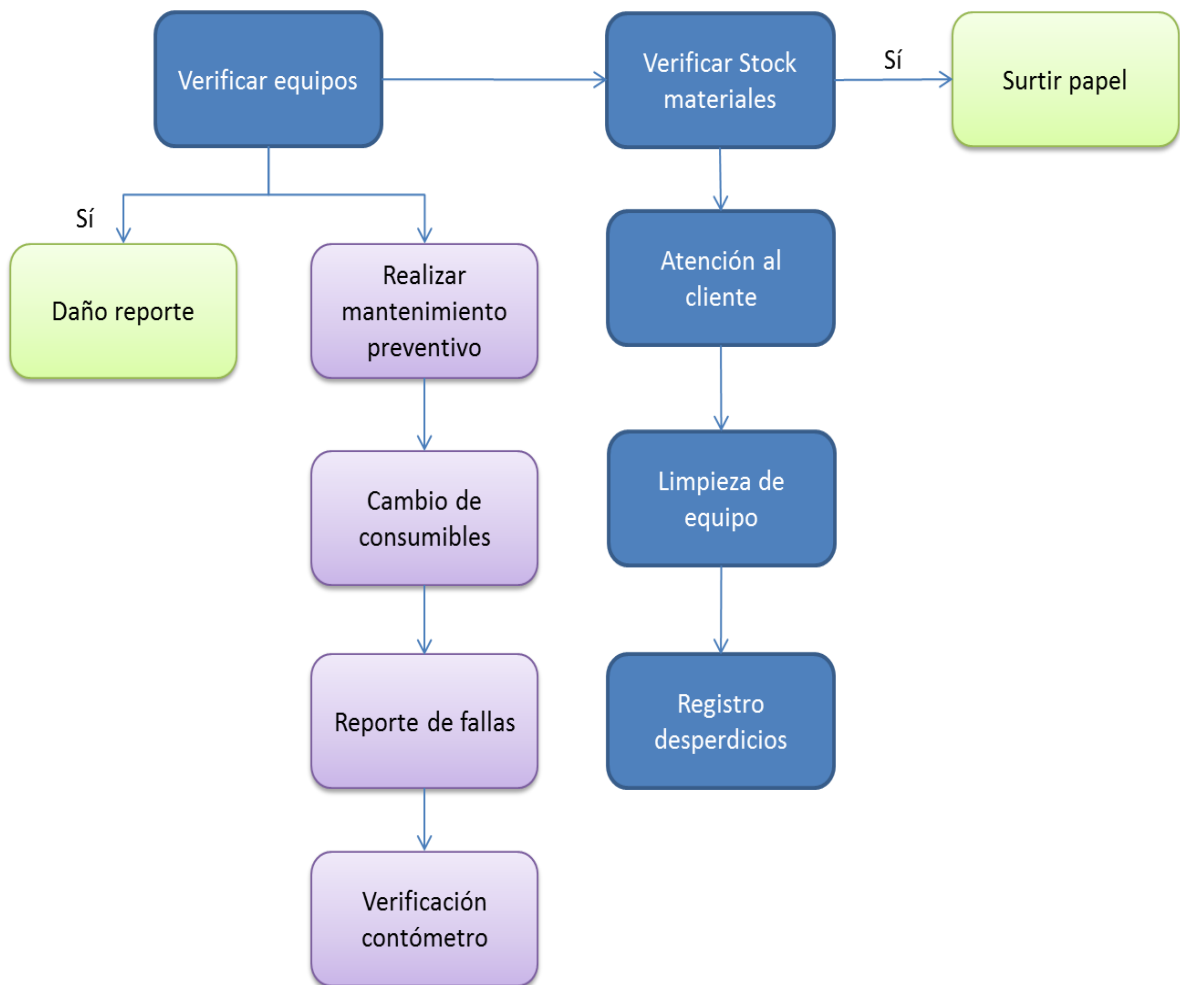 Verificar equipos
Verificar Stock
materiales
Sí
Surtir papel
Sí
Daño reporte
Realizar
mantenimiento
preventivo
Atención al
cliente
Cambio de
consumibles
Limpieza de
equipo
Reporte de fallas
Registro
desperdicios
Verificación
contómetro